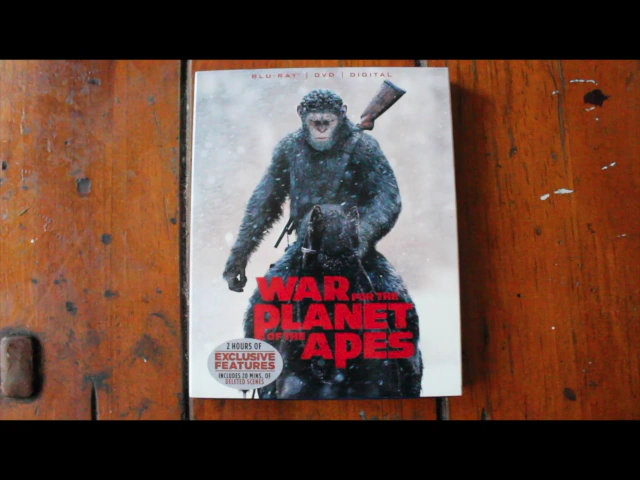 BLU-RAY | DVD | DIGITAL
WAR FOR THE
PLANET
OF THE APES
2 HOURS OF
EXCLUSIVE
FEATURES
INCLUDES 20 MINS. OF
DELETED SCENES